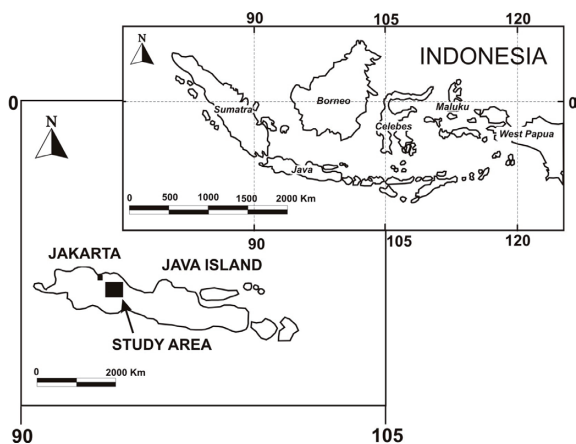 90 105 120
N
INDONESIA
0 0
Sumatra Borneo Celebes Maluku West Papua
Java
N
0 500 1000 1500 2000 Km
90 105 120
JAKARTA JAVA ISLAND
STUDY AREA
0 2000 Km
90 105